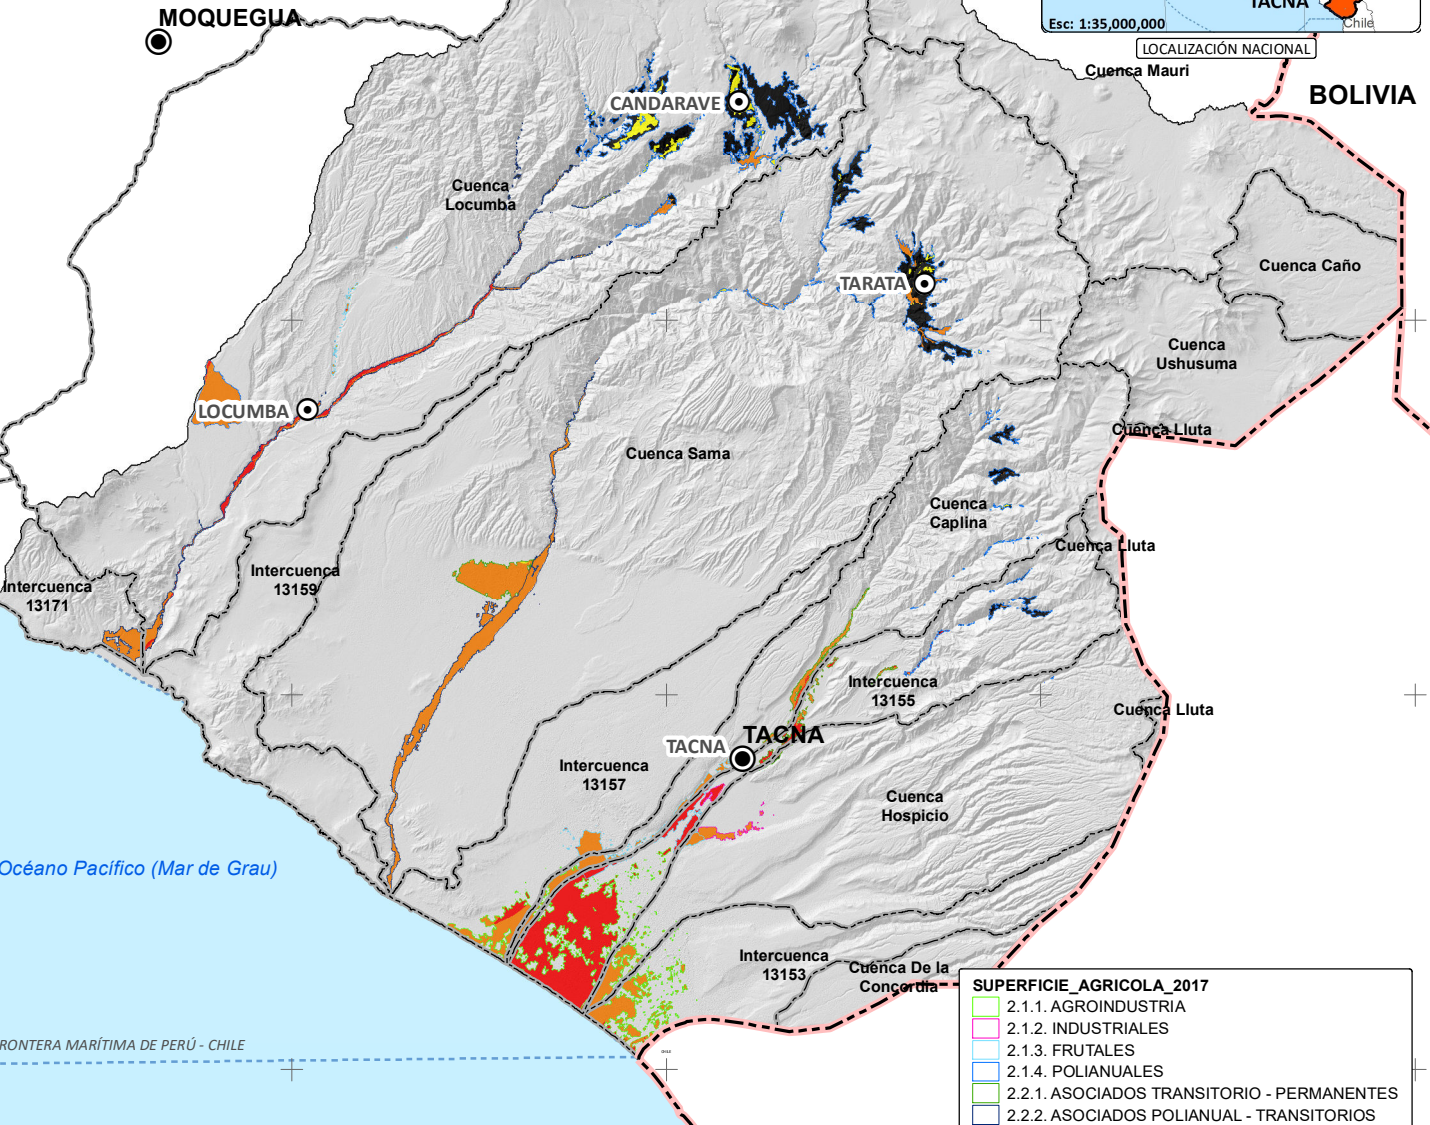 MOQUEGUA
TACNA
Chile
Esc: 1:35,000,000
LOCALIZACIÓN NACIONAL
Cuenca Mauri
BOLIVIA
CANDARAVE
Cuenca
Locumba
Cuenca Caño
TARATA
Cuenca
Ushusuma
LOCUMBA
Cuenca Lluta
Cuenca Sama
Cuenca
Caplina
Cuenca Lluta
Intercuenca
13171
Intercuenca
13159
Intercuenca
13155
Cuenca Lluta
TACNA
TACNA
Intercuenca
13157
Cuenca
Hospicio
Océano Pacífico (Mar de Grau)
Intercuenca
13153
Cuenca De la
Concordia
RONTERA MARÍTIMA DE PERÚ - CHILE
CHILE
SUPERFICIE_AGRICOLA_2017
2.1.1. AGROINDUSTRIA
2.1.2. INDUSTRIALES
2.1.3. FRUTALES
2.1.4. POLIANUALES
2.2.1. ASOCIADOS TRANSITORIO - PERMANENTES
2.2.2. ASOCIADOS POLIANUAL - TRANSITORIOS